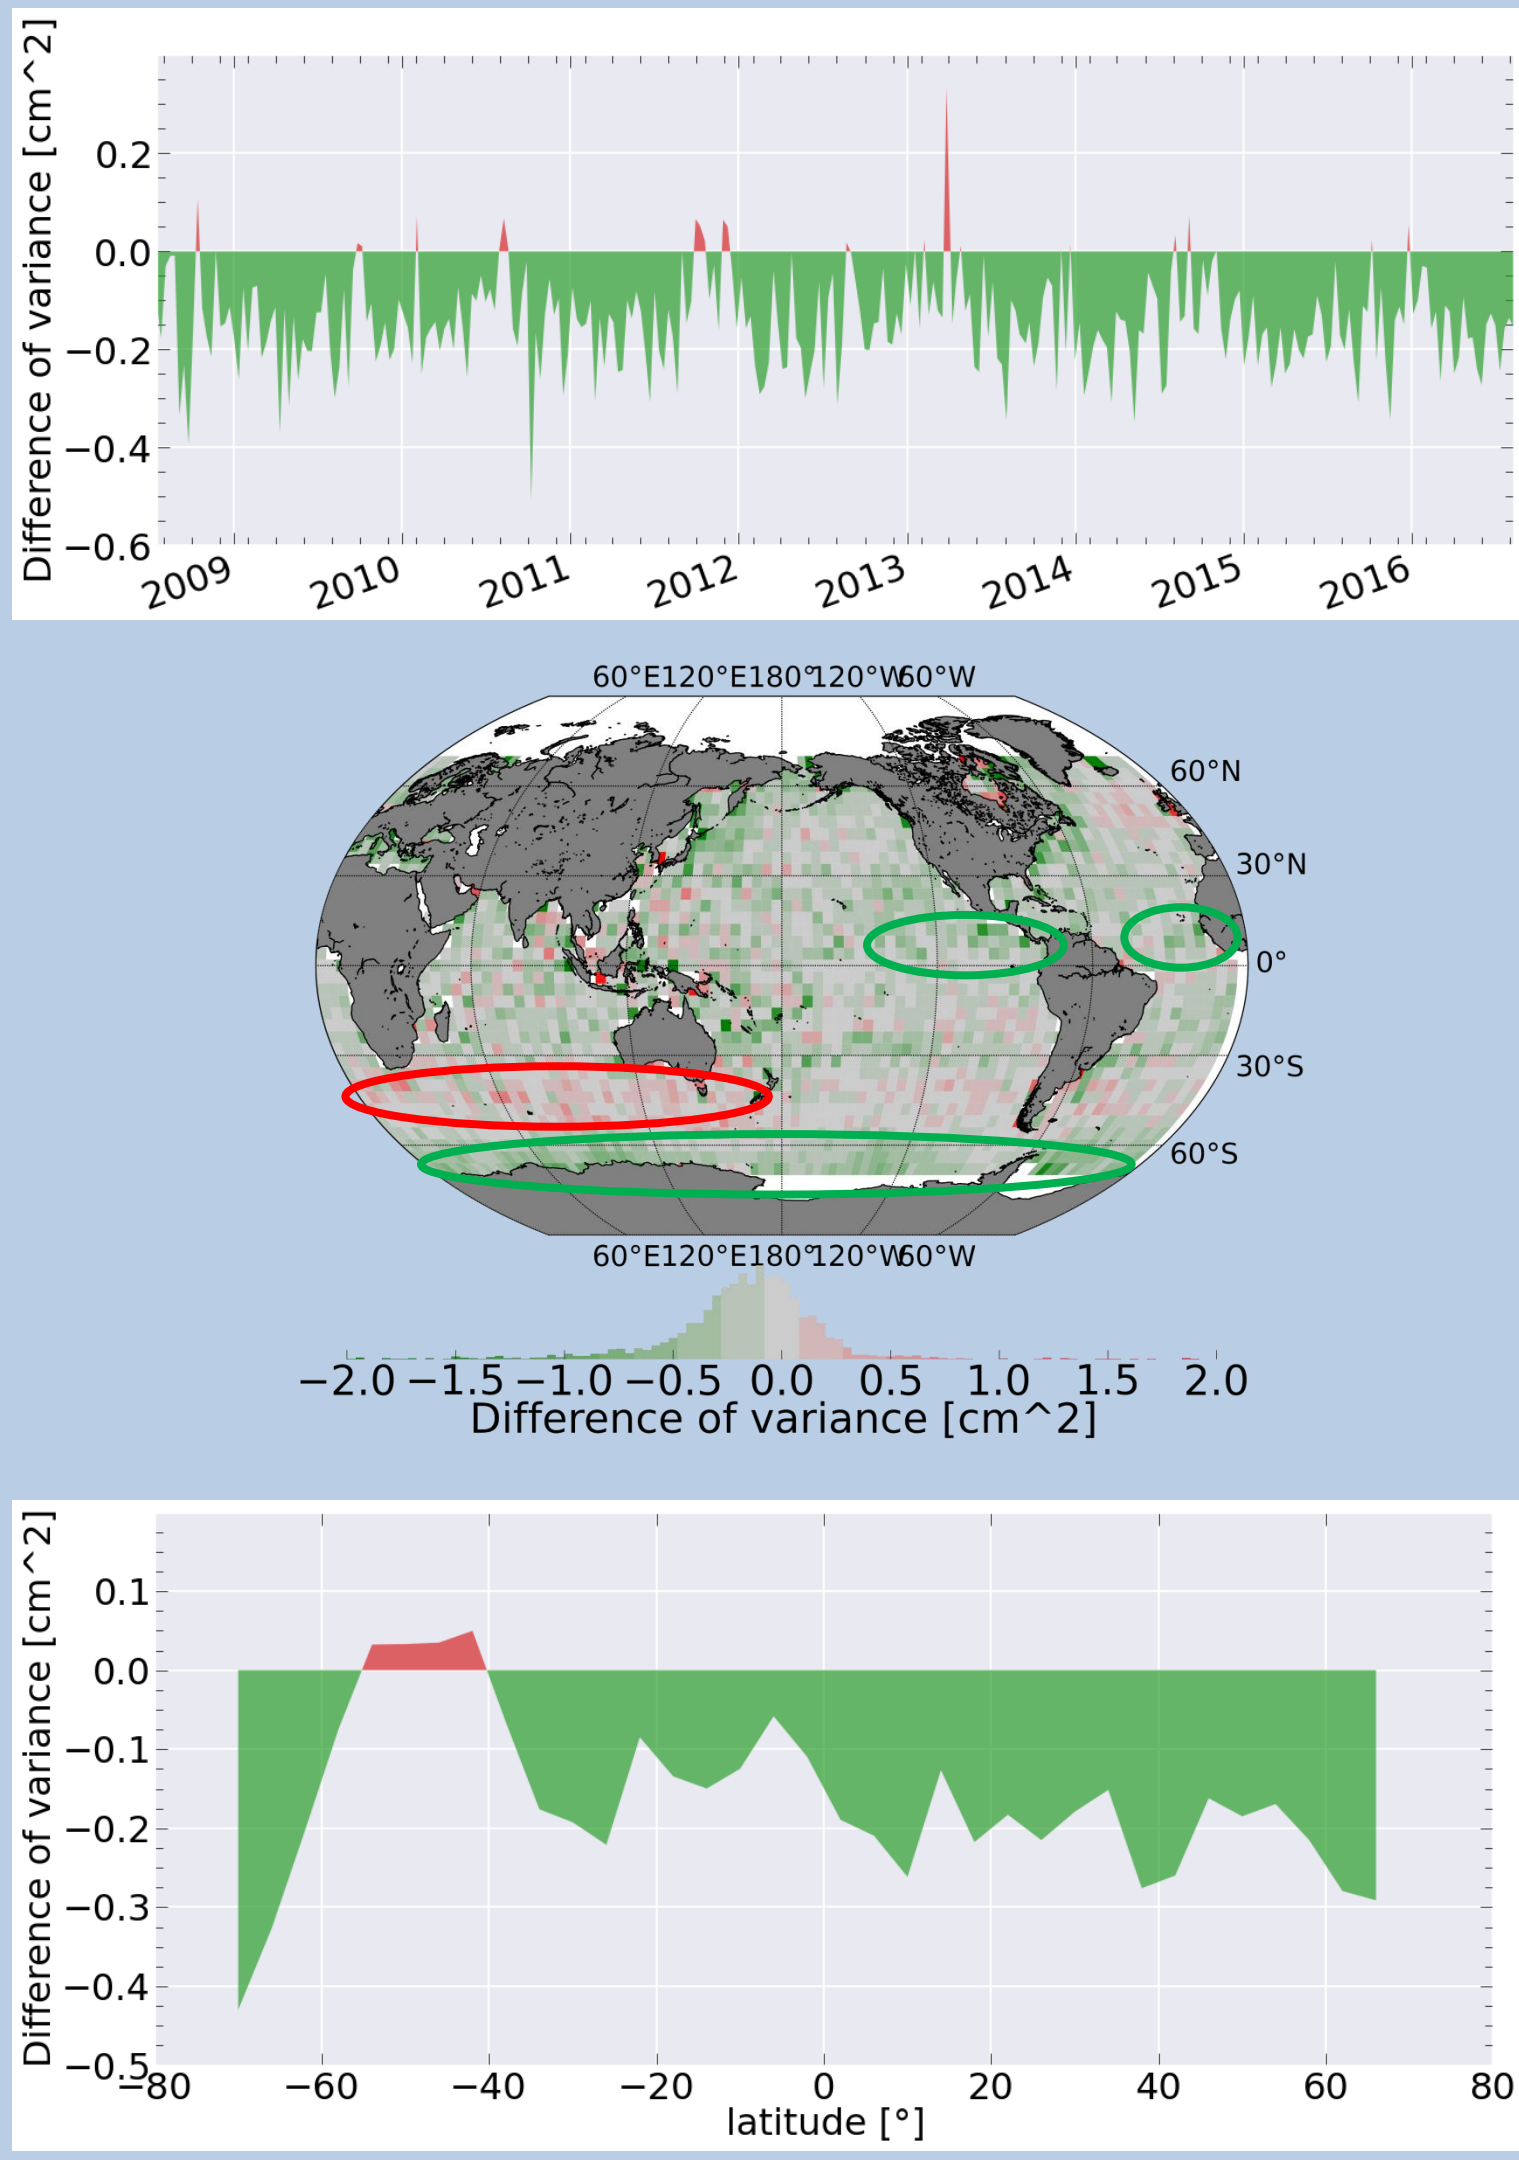 Difference of variance [cm^2]
0.2
0.0
−0.2
−0.4
−0.6
2009 2010 2011 2012 2013 2014 2015 2016
60°E120°E180°120°W60°W
60°N
30°N
0°
30°S
60°S
60°E120°E180°120°W60°W
−2.0 −1.5 −1.0 −0.5 0.0 0.5 1.0 1.5 2.0
Difference of variance [cm^2]
Difference of variance [cm^2]
0.1
0.0
−0.1
−0.2
−0.3
−0.4
−0.5
−80 −60 −40 −20 0 20 40 60 80
latitude [°]